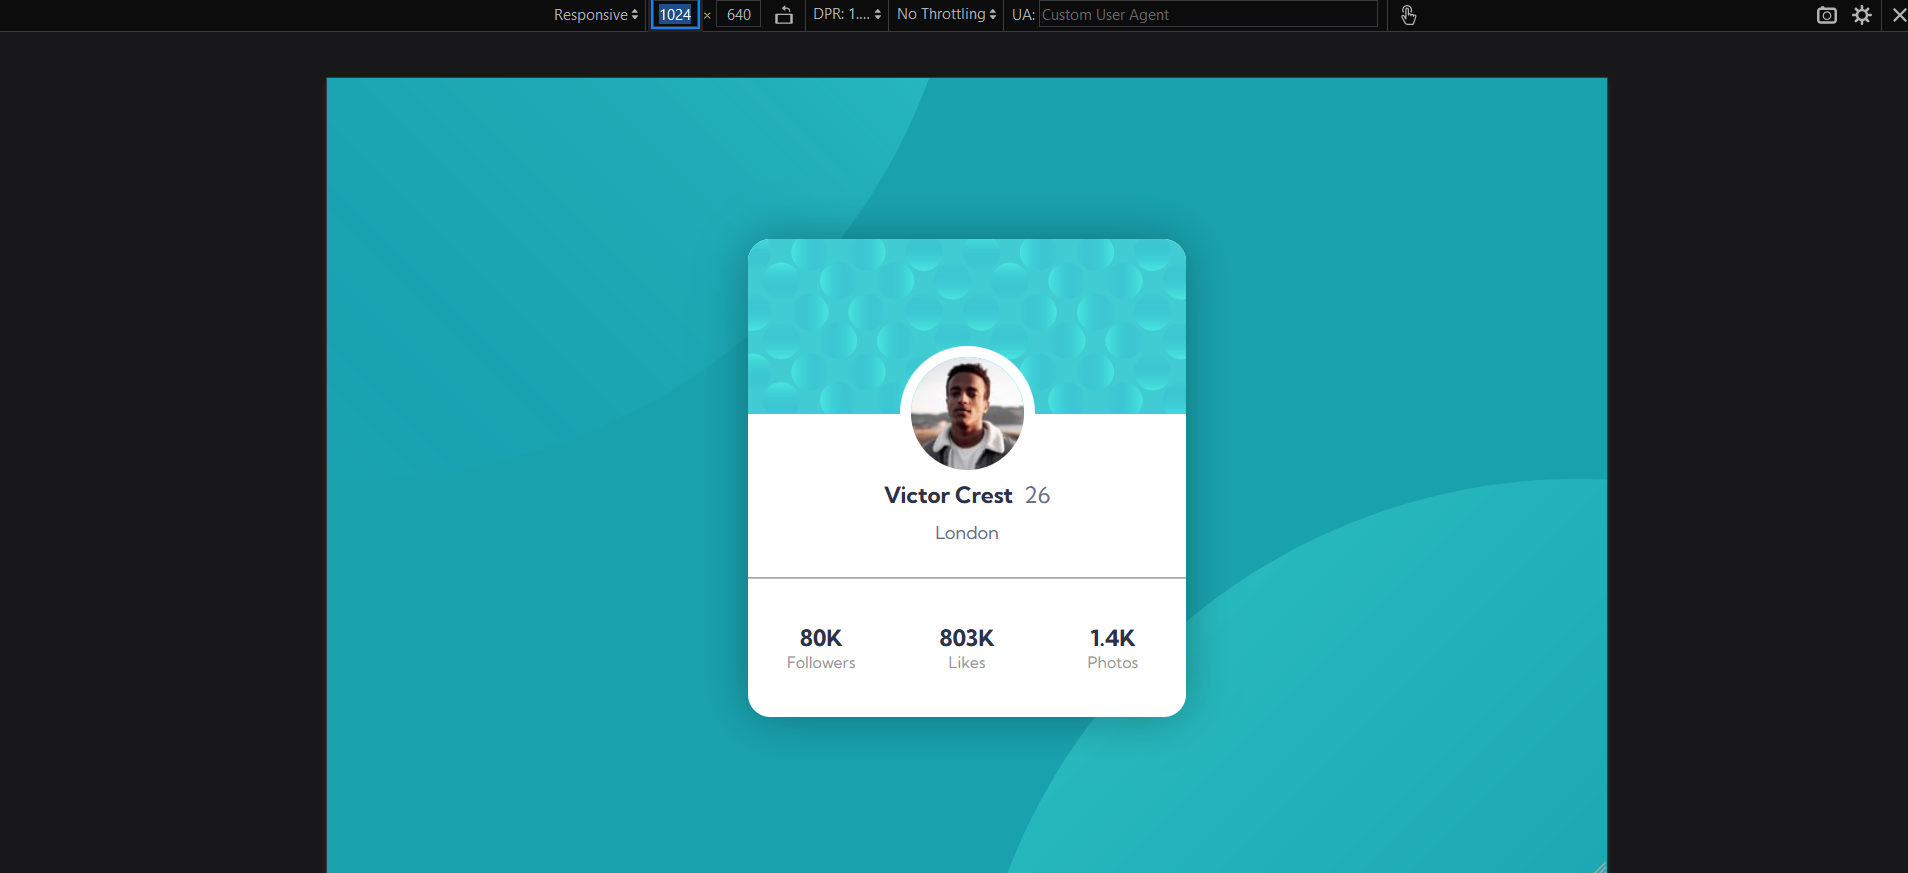 Responsive 1024 × 640 DPR: 1.... No Throttling UA: Custom User Agent
Victor Crest 26
London
80K 803K 1.4K
Followers Likes Photos